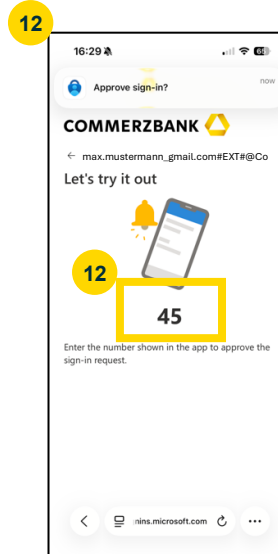 12
16:29
Approve sign-in?
now
COMMERZBANK
← max.mustermann_gmail.com#EXT#@Co
Let's try it out
12
45
Enter the number shown in the app to approve the
sign-in request.
nins.microsoft.com